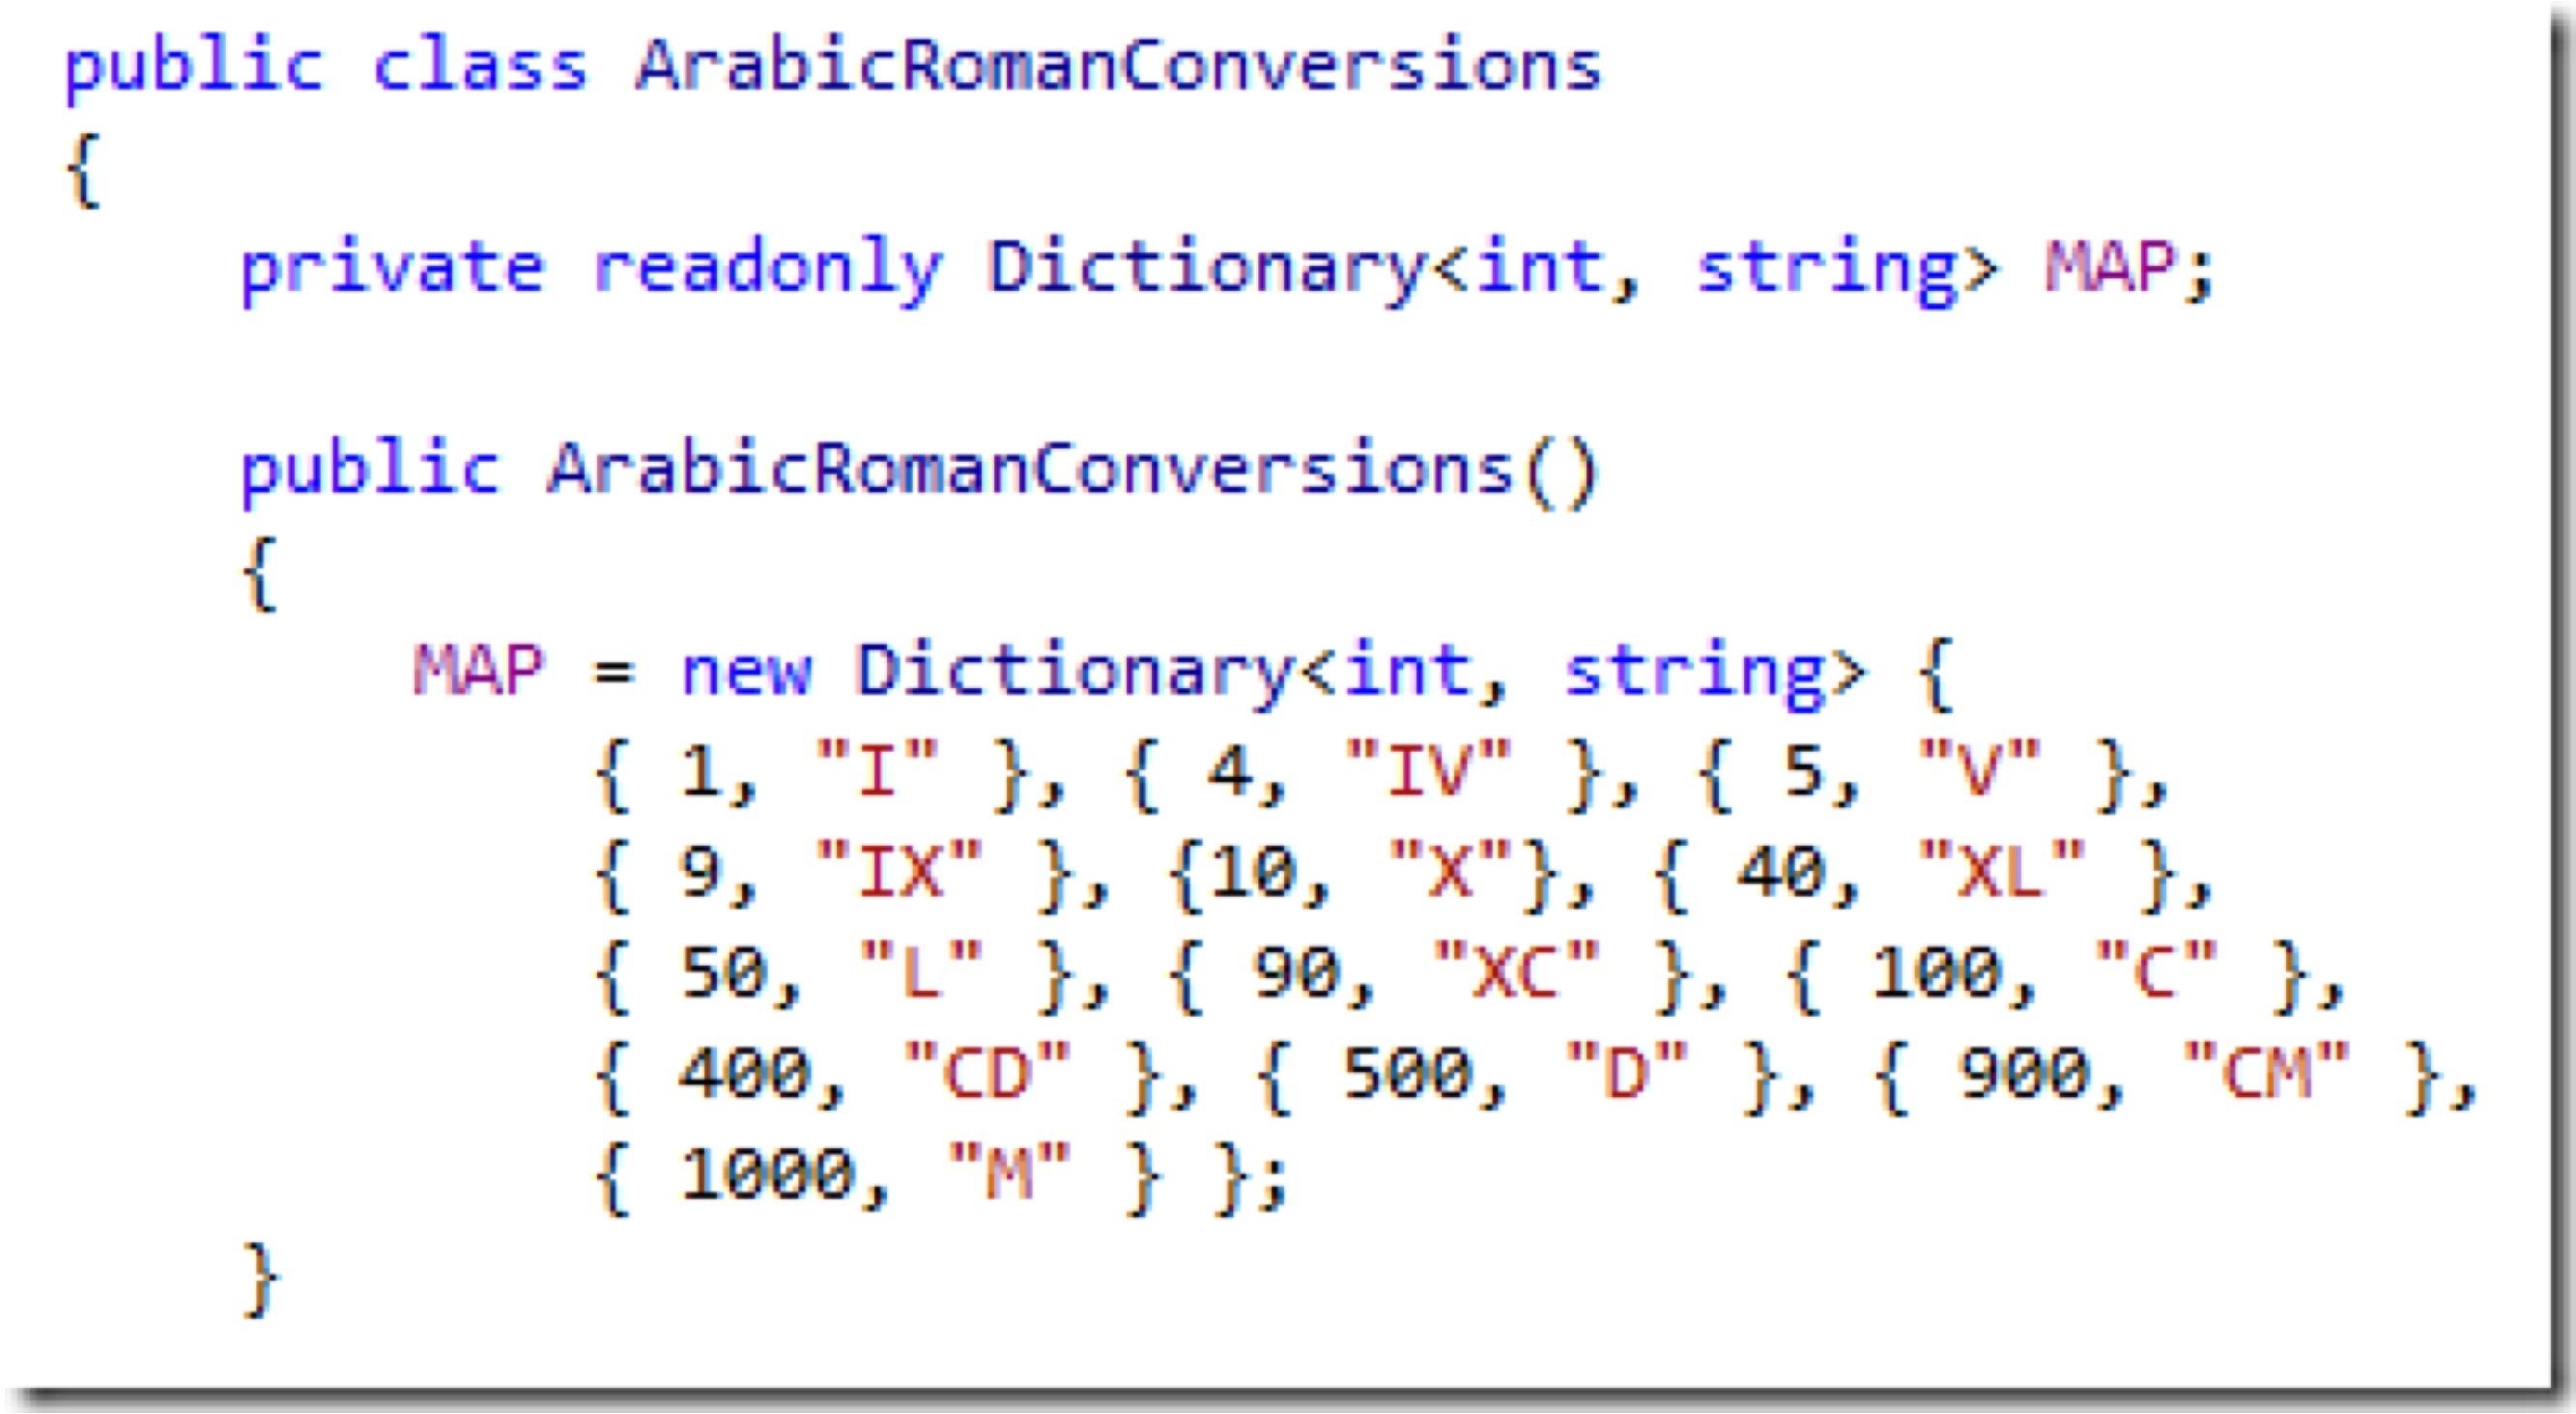 public class ArabicRomanConversions
{
    private readonly Dictionary<int, string> MAP;

    public ArabicRomanConversions()
    {
        MAP = new Dictionary<int, string> {
            { 1, "I" }, { 4, "IV" }, { 5, "V" },
            { 9, "IX" }, {10, "X"}, { 40, "XL" },
            { 50, "L" }, { 90, "XC" }, { 100, "C" },
            { 400, "CD" }, { 500, "D" }, { 900, "CM" },
            { 1000, "M" } };
    }